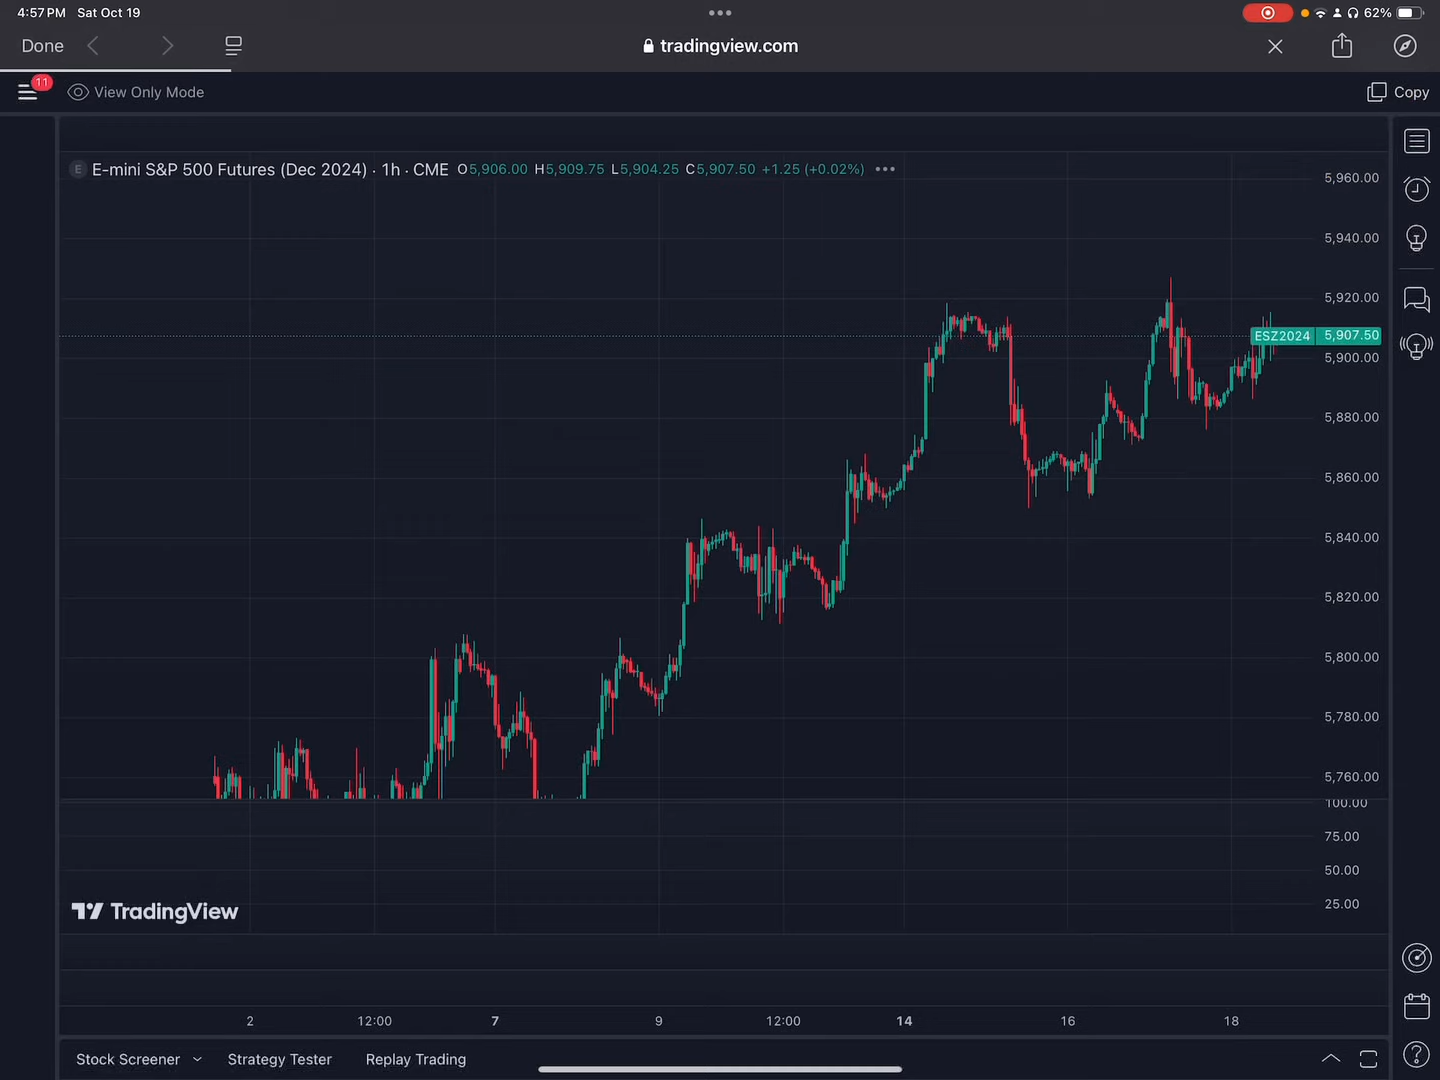 4:57 PM Sat Oct 19
62%
Done
tradingview.com
11
View Only Mode
Copy
E E-mini S&P 500 Futures (Dec 2024) · 1h · CME O5,906.00 H5,909.75 L5,904.25 C5,907.50 +1.25 (+0.02%)
5,960.00
5,940.00
5,920.00
ESZ2024 5,907.50
5,900.00
5,880.00
5,860.00
5,840.00
5,820.00
5,800.00
5,780.00
5,760.00
100.00
75.00
50.00
25.00
TradingView
2 12:00 7 9 12:00 14 16 18
Stock Screener Strategy Tester Replay Trading